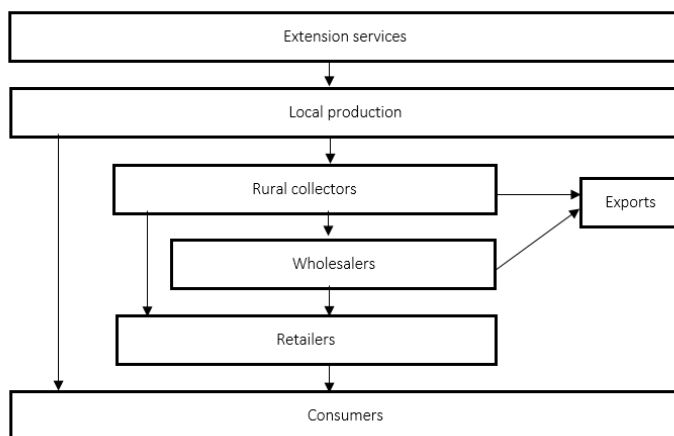 Extension services
Local production
Rural collectors
Exports
Wholesalers
Retailers
Consumers